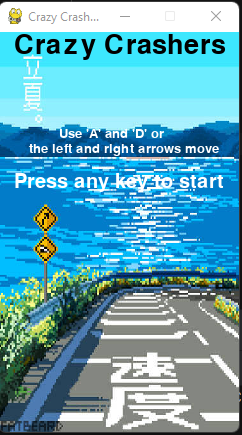 Crazy Crash...
Crazy Crashers
立夏。
Use 'A' and 'D' or
the left and right arrows move
Press any key to start
速度
FATBEARD